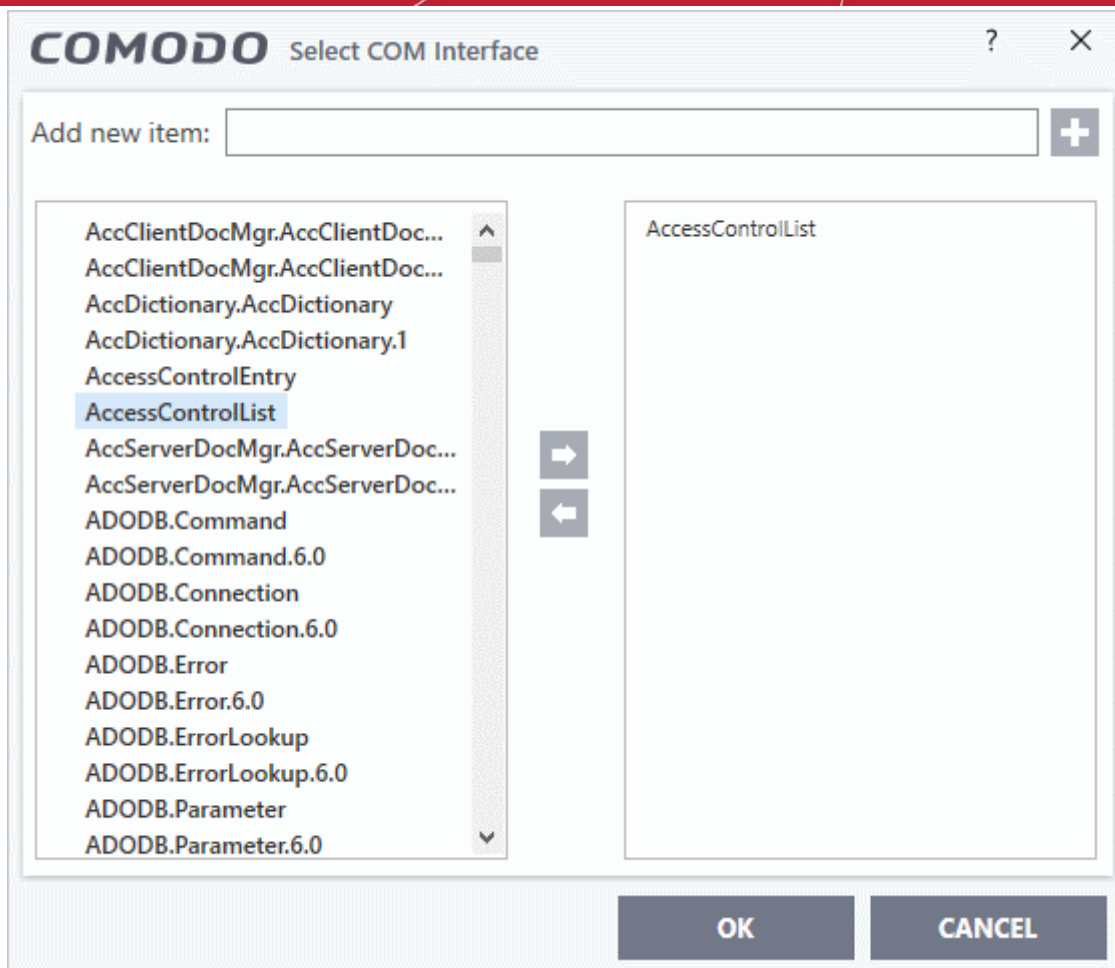 COMODO Select COM Interface ?
Add new item:
AccClientDocMgr.AccClientDoc...
AccClientDocMgr.AccClientDoc...
AccDictionary.AccDictionary
AccDictionary.AccDictionary.1
AccessControlEntry
AccessControlList
AccServerDocMgr.AccServerDoc...
AccServerDocMgr.AccServerDoc...
ADODB.Command
ADODB.Command.6.0
ADODB.Connection
ADODB.Connection.6.0
ADODB.Error
ADODB.Error.6.0
ADODB.ErrorLookup
ADODB.ErrorLookup.6.0
ADODB.Parameter
ADODB.Parameter.6.0
AccessControlList
OK CANCEL